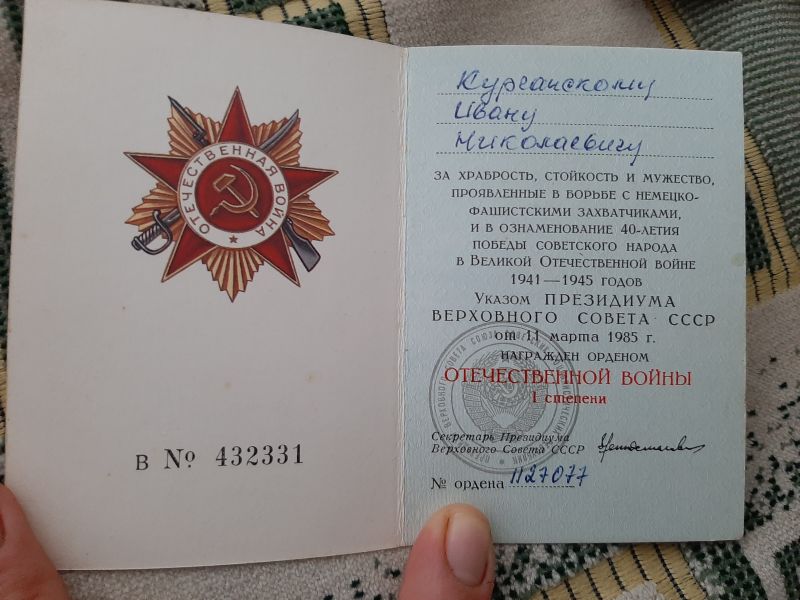 ОТЕЧЕСТВЕННАЯ ВОЙНА
В № 432331
Курганскому
Ивану
Николаевичу
ЗА ХРАБРОСТЬ, СТОЙКОСТЬ И МУЖЕСТВО,
ПРОЯВЛЕННЫЕ В БОРЬБЕ С НЕМЕЦКО-
ФАШИСТСКИМИ ЗАХВАТЧИКАМИ,
И В ОЗНАМЕНОВАНИЕ 40-ЛЕТИЯ
ПОБЕДЫ СОВЕТСКОГО НАРОДА
В ВЕЛИКОЙ ОТЕЧЕСТВЕННОЙ ВОЙНЕ
1941—1945 ГОДОВ
УКАЗОМ ПРЕЗИДИУМА
ВЕРХОВНОГО СОВЕТА СССР
от 11 марта 1985 г.
НАГРАЖДЕН ОРДЕНОМ
ОТЕЧЕСТВЕННОЙ ВОЙНЫ
I степени
Секретарь Президиума
Верховного Совета СССР
№ ордена 1127077